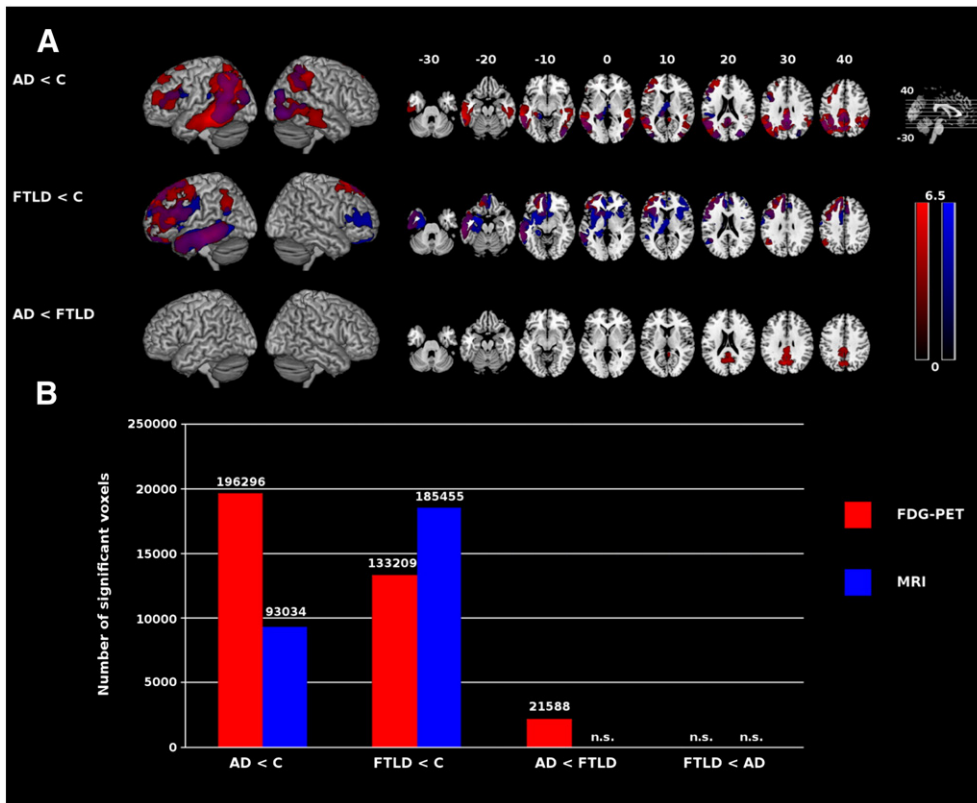 A
AD < C
-30 -20 -10 0 10 20 30 40
40
-30
FTLD < C
6.5
0
AD < FTLD
B
Number of significant voxels
250000
20000
15000
10000
5000
0
196296
93034
133209
185455
21588
n.s.
n.s.
n.s.
AD < C
FTLD < C
AD < FTLD
FTLD < AD
FDG-PET
MRI